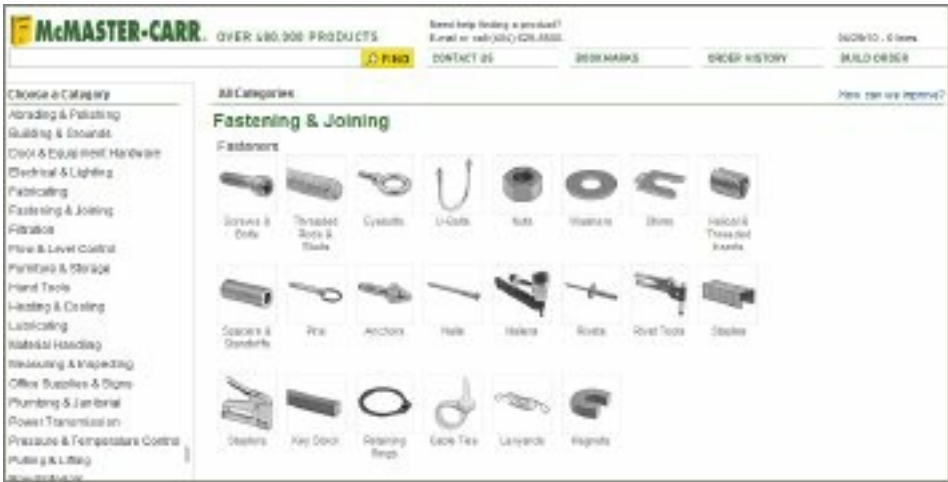 McMASTER-CARR. OVER 480,000 PRODUCTS
Need help finding a product?
E-mail or call
FIND
CONTACT US
BOOKMARKS
ORDER HISTORY
BUILD ORDER
Choose a Category
All Categories
How can we improve?
Abrading & Polishing
Building & Grounds
Door & Equipment Hardware
Electrical & Lighting
Fabricating
Fastening & Joining
Filtration
Flow & Level Control
Furniture & Storage
Hand Tools
Heating & Cooling
Lubricating
Material Handling
Measuring & Inspecting
Office Supplies & Signs
Plumbing & Janitorial
Power Transmission
Pressure & Temperature Control
Pulling & Lifting
Fastening & Joining
Fasteners
Screws &
Bolts
Threaded
Rods &
Studs
Eyebolts
U-Bolts
Nuts
Washers
Shims
Helical &
Threaded
Inserts
Spacers &
Standoffs
Pins
Anchors
Nails
Nailers
Rivets
Rivet Tools
Staples
Staplers
Key Stock
Retaining
Rings
Cable Ties
Lanyards
Magnets